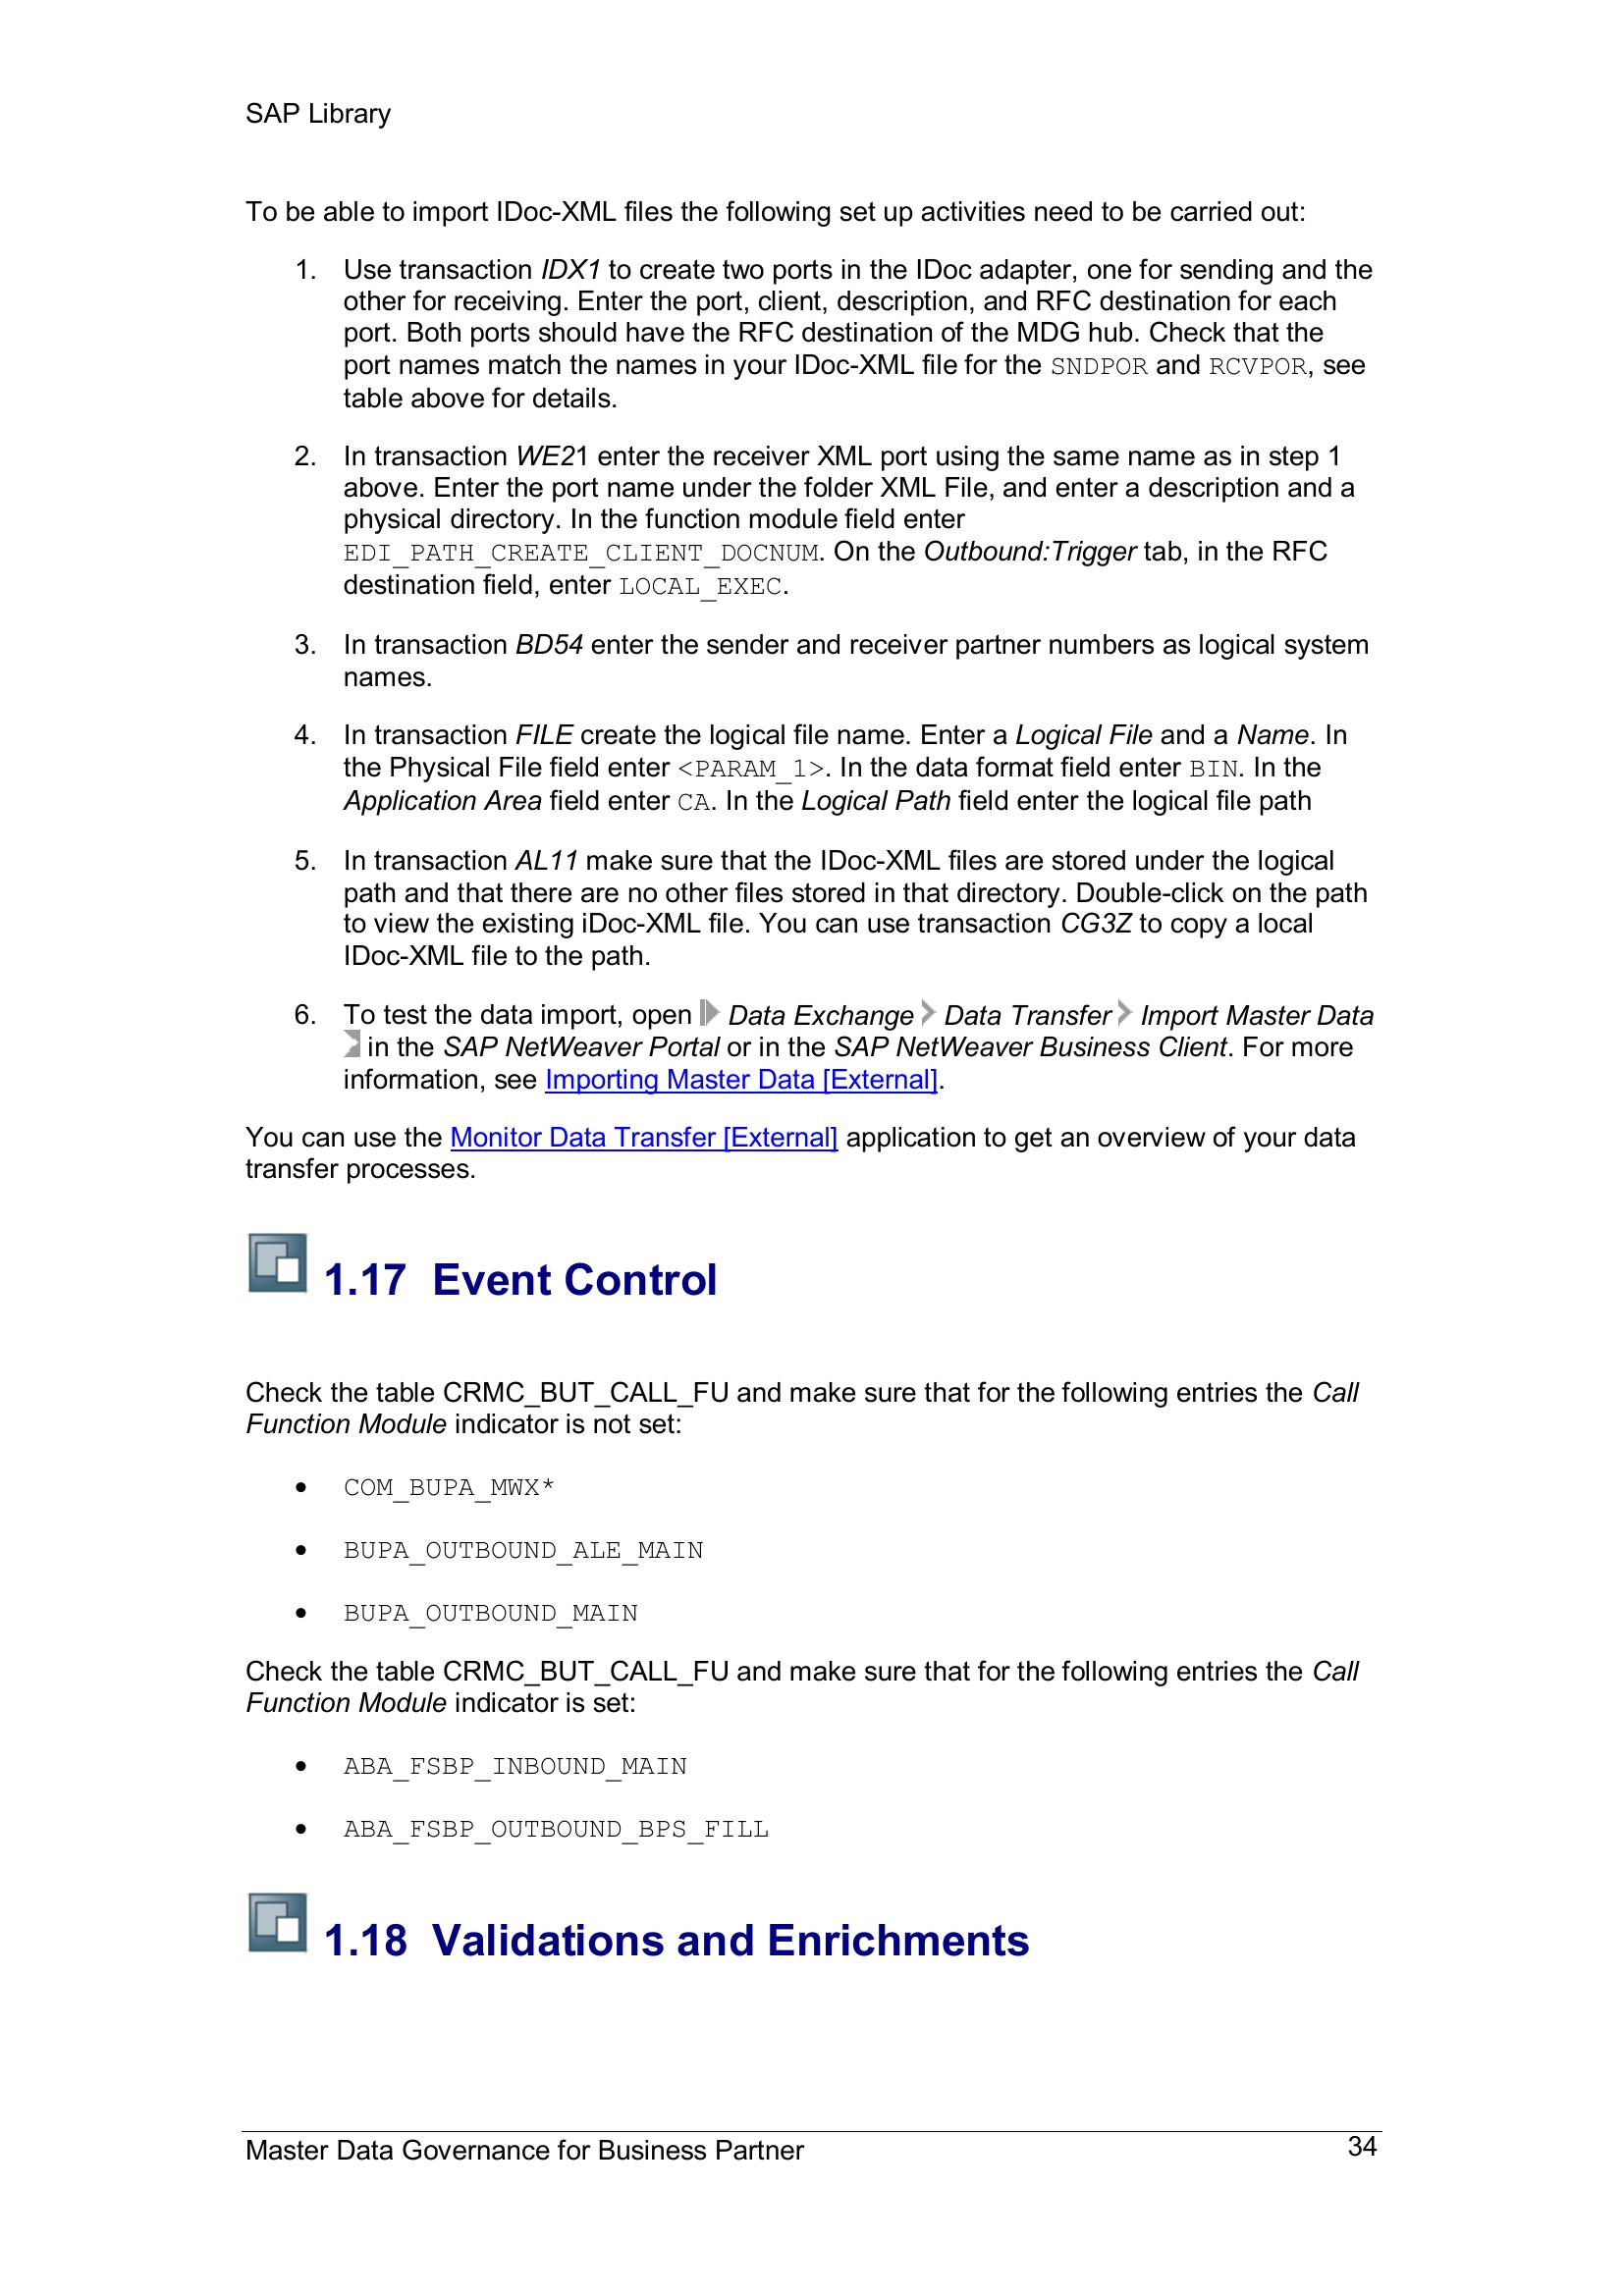 SAP Library
To be able to import IDoc-XML files the following set up activities need to be carried out:
1. Use transaction IDX1 to create two ports in the IDoc adapter, one for sending and the
other for receiving. Enter the port, client, description, and RFC destination for each
port. Both ports should have the RFC destination of the MDG hub. Check that the
port names match the names in your IDoc-XML file for the SNDPOR and RCVPOR, see
table above for details.
2. In transaction WE21 enter the receiver XML port using the same name as in step 1
above. Enter the port name under the folder XML File, and enter a description and a
physical directory. In the function module field enter
EDI_PATH_CREATE_CLIENT_DOCNUM. On the Outbound:Trigger tab, in the RFC
destination field, enter LOCAL_EXEC.
3. In transaction BD54 enter the sender and receiver partner numbers as logical system
names.
4. In transaction FILE create the logical file name. Enter a Logical File and a Name. In
the Physical File field enter <PARAM_1>. In the data format field enter BIN. In the
Application Area field enter CA. In the Logical Path field enter the logical file path
5. In transaction AL11 make sure that the IDoc-XML files are stored under the logical
path and that there are no other files stored in that directory. Double-click on the path
to view the existing iDoc-XML file. You can use transaction CG3Z to copy a local
IDoc-XML file to the path.
6. To test the data import, open Data Exchange Data Transfer Import Master Data
in the SAP NetWeaver Portal or in the SAP NetWeaver Business Client. For more
information, see Importing Master Data [External].
You can use the Monitor Data Transfer [External] application to get an overview of your data
transfer processes.
1.17 Event Control
Check the table CRMC_BUT_CALL_FU and make sure that for the following entries the Call
Function Module indicator is not set:
• COM_BUPA_MWX*
• BUPA_OUTBOUND_ALE_MAIN
• BUPA_OUTBOUND_MAIN
Check the table CRMC_BUT_CALL_FU and make sure that for the following entries the Call
Function Module indicator is set:
• ABA_FSBP_INBOUND_MAIN
• ABA_FSBP_OUTBOUND_BPS_FILL
1.18 Validations and Enrichments
Master Data Governance for Business Partner 34